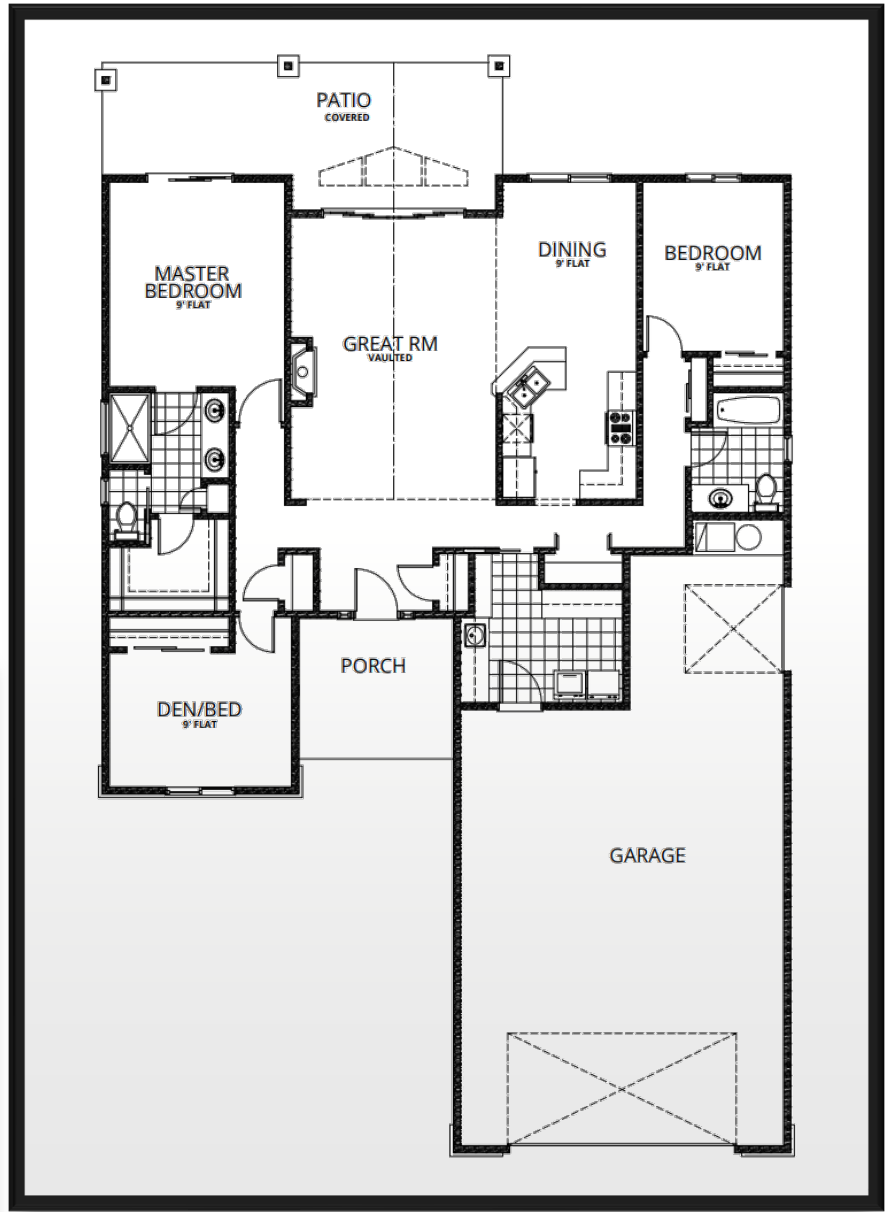 PATIO
COVERED
DINING
9' FLAT
BEDROOM
9' FLAT
MASTER
BEDROOM
9' FLAT
GREAT RM
VAULTED
PORCH
DEN/BED
9' FLAT
GARAGE